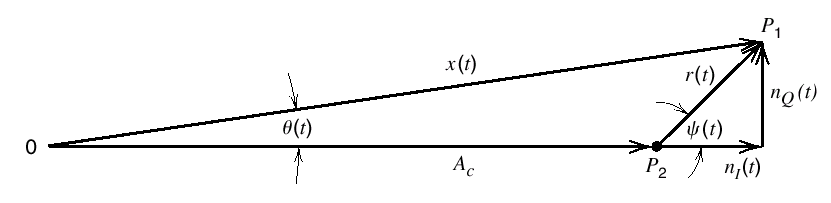 P1
x(t)
r(t)
nQ(t)
θ(t)
ψ(t)
0
Ac
P2
nI(t)